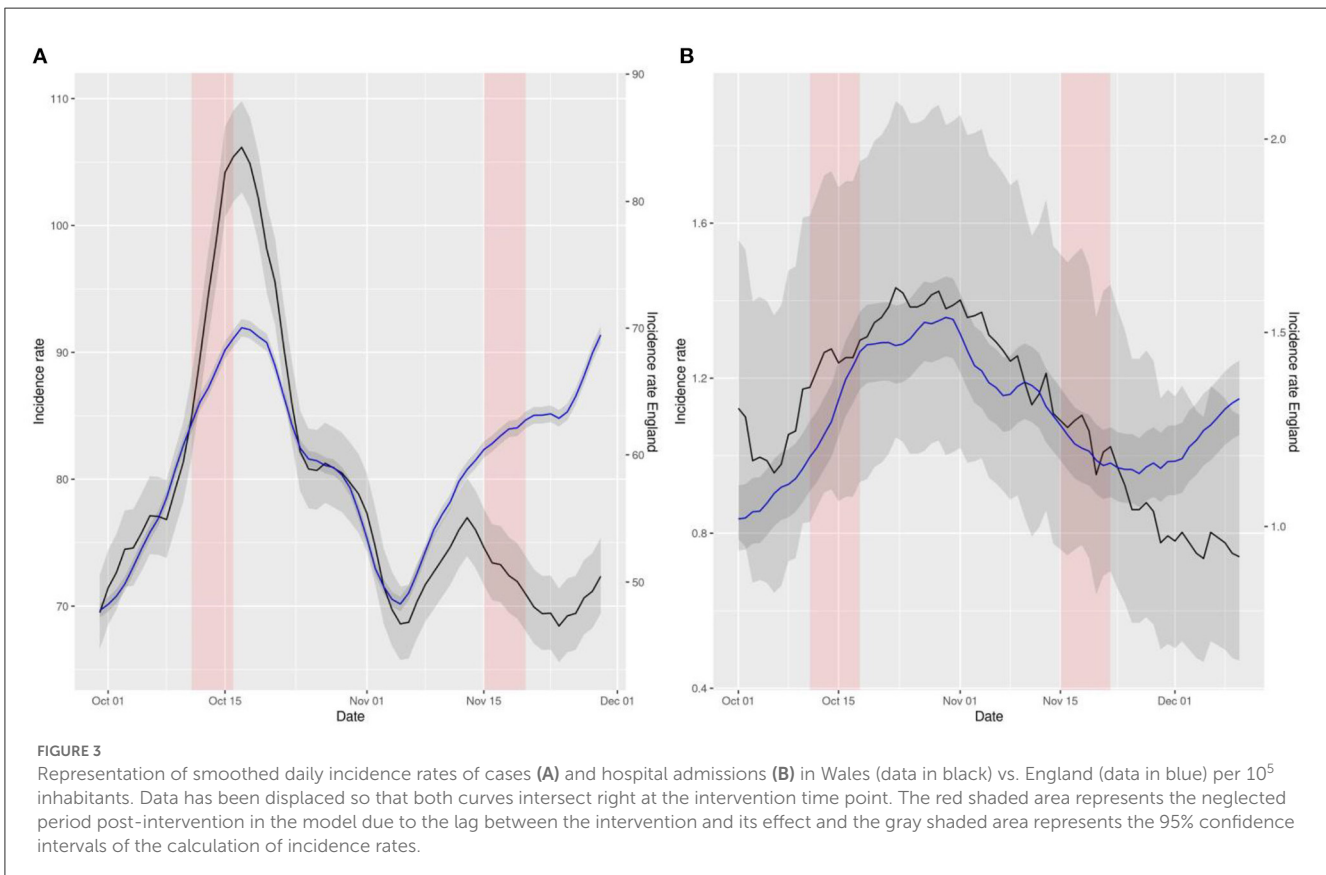 A
B
110
100
90
80
70
Incidence rate
90
80
70
60
50
Incidence rate England
Oct 01
Oct 15
Nov 01
Nov 15
Dec 01
Date
1.6
1.2
0.8
0.4
Incidence rate
2.0
1.5
1.0
Incidence rate England
Oct 01
Oct 15
Nov 01
Nov 15
Dec 01
Date
FIGURE 3
Representation of smoothed daily incidence rates of cases (A) and hospital admissions (B) in Wales (data in black) vs. England (data in blue) per 10⁵
inhabitants. Data has been displaced so that both curves intersect right at the intervention time point. The red shaded area represents the neglected
period post-intervention in the model due to the lag between the intervention and its effect and the gray shaded area represents the 95% confidence
intervals of the calculation of incidence rates.